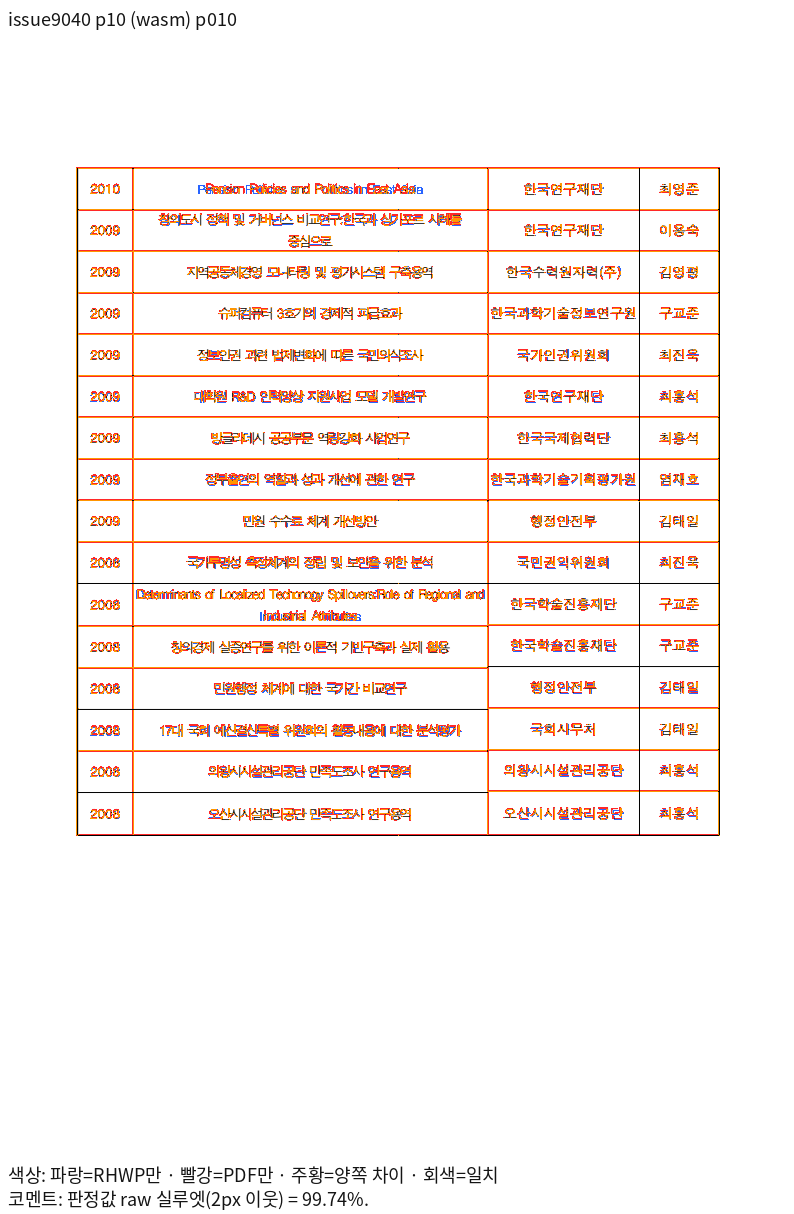 issue9040 p10 (wasm) p010
2010 Pension Policies and Politics in East Asia 한국연구재단 최영준
2009 창의도시 정책 및 거버넌스 비교연구:한국과 싱가포르 사례를 중심으로 한국연구재단 이용숙
2009 지역공동체경영 모니터링 및 평가시스템 구축용역 한국수력원자력(주) 김영평
2009 슈퍼컴퓨터 3호기의 경제적 파급효과 한국과학기술정보연구원 구교준
2009 정보인권 관련 법제변화에 따른 국민의식조사 국가인권위원회 최진욱
2009 대학원 R&D 인력양상 지원사업 모델 개발연구 한국연구재단 최흥석
2009 방글라데시 공공부문 역량강화 사업연구 한국국제협력단 최흥석
2009 정부출연의 역할과 성과 개선에 관한 연구 한국과학기술기획평가원 염재호
2009 민원 수수료 체계 개선방안 행정안전부 김태일
2008 국가투명성 측정체계의 정립 및 보안을 위한 분석 국민권익위원회 최진욱
2008 Determinants of Localized Techonogy Spillovers:Role of Regional and Industrial Attributes 한국학술진흥재단 구교준
2008 창의경제 실증연구를 위한 이론적 기반구축과 실제 활용 한국학술진흥재단 구교준
2008 민원행정 체계에 대한 국가간 비교연구 행정안전부 김태일
2008 17대 국회 예산결산특별 위원회의 활동내용에 대한 분석평가 국회사무처 김태일
2008 의왕시시설관리공단 만족도조사 연구용역 의왕시시설관리공단 최흥석
2008 오산시시설관리공단 만족도조사 연구용역 오산시시설관리공단 최흥석
색상: 파랑=RHWP만 · 빨강=PDF만 · 주황=양쪽 차이 · 회색=일치
코멘트: 판정값 raw 실루엣(2px 이웃) = 99.74%.